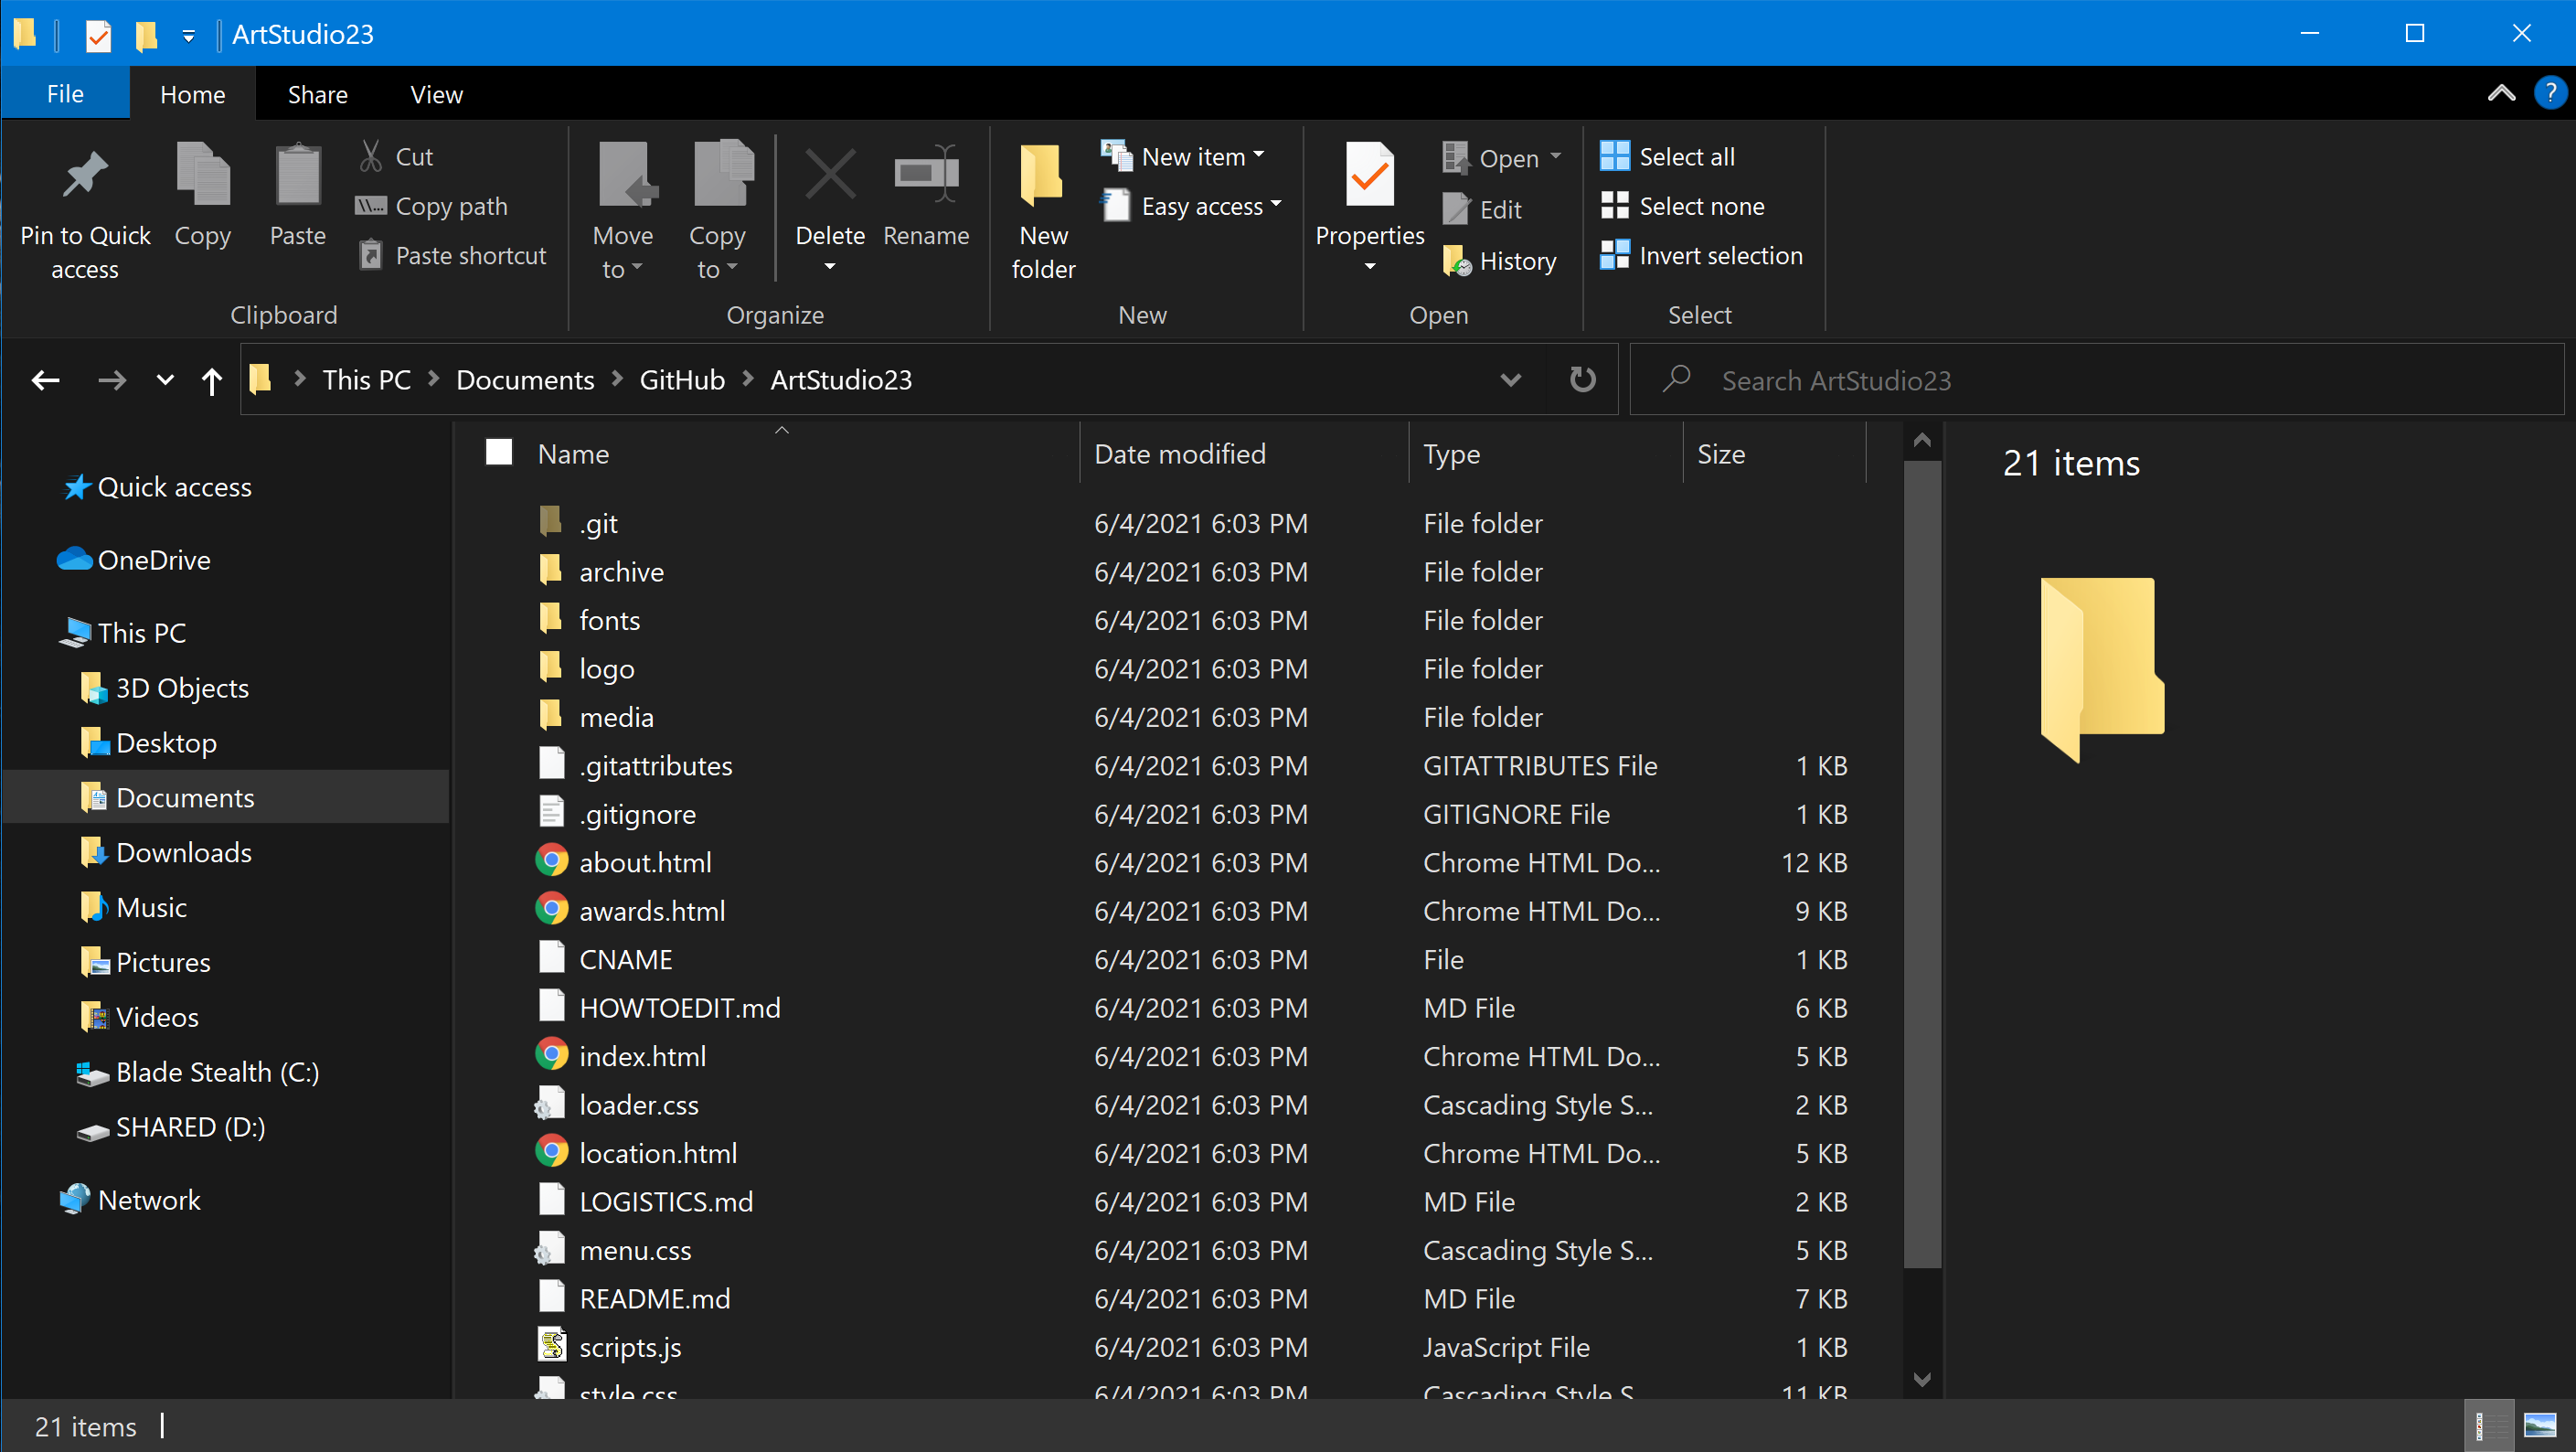 ArtStudio23
File Home Share View
?
Pin to Quick access
Copy
Paste
Cut
Copy path
Paste shortcut
Clipboard
Move to
Copy to
Delete
Rename
Organize
New folder
New item
Easy access
New
Properties
Open
Edit
History
Open
Select all
Select none
Invert selection
Select
This PC Documents GitHub ArtStudio23
Search ArtStudio23
Quick access
OneDrive
This PC
3D Objects
Desktop
Documents
Downloads
Music
Pictures
Videos
Blade Stealth (C:)
SHARED (D:)
Network
Name Date modified Type Size
.git 6/4/2021 6:03 PM File folder
archive 6/4/2021 6:03 PM File folder
fonts 6/4/2021 6:03 PM File folder
logo 6/4/2021 6:03 PM File folder
media 6/4/2021 6:03 PM File folder
.gitattributes 6/4/2021 6:03 PM GITATTRIBUTES File 1 KB
.gitignore 6/4/2021 6:03 PM GITIGNORE File 1 KB
about.html 6/4/2021 6:03 PM Chrome HTML Do... 12 KB
awards.html 6/4/2021 6:03 PM Chrome HTML Do... 9 KB
CNAME 6/4/2021 6:03 PM File 1 KB
HOWTOEDIT.md 6/4/2021 6:03 PM MD File 6 KB
index.html 6/4/2021 6:03 PM Chrome HTML Do... 5 KB
loader.css 6/4/2021 6:03 PM Cascading Style S... 2 KB
location.html 6/4/2021 6:03 PM Chrome HTML Do... 5 KB
LOGISTICS.md 6/4/2021 6:03 PM MD File 2 KB
menu.css 6/4/2021 6:03 PM Cascading Style S... 5 KB
README.md 6/4/2021 6:03 PM MD File 7 KB
scripts.js 6/4/2021 6:03 PM JavaScript File 1 KB
style.css 6/4/2021 6:03 PM Cascading Style S... 11 KB
21 items
21 items